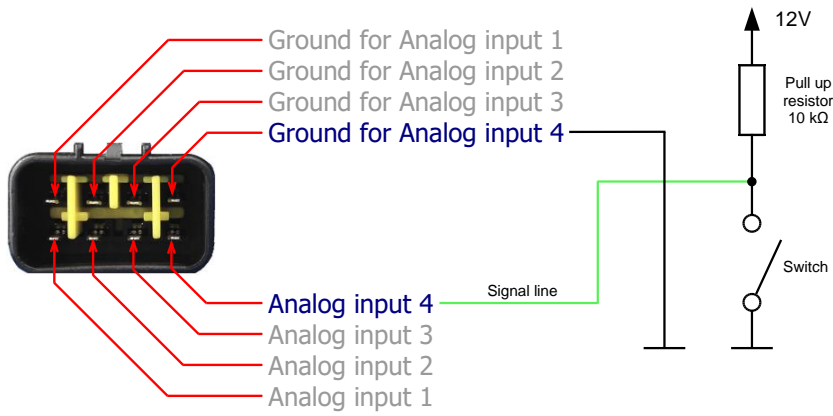 12V
Ground for Analog input 1
Ground for Analog input 2
Ground for Analog input 3
Ground for Analog input 4
Pull up
resistor
10 kΩ
Switch
Signal line
Analog input 4
Analog input 3
Analog input 2
Analog input 1